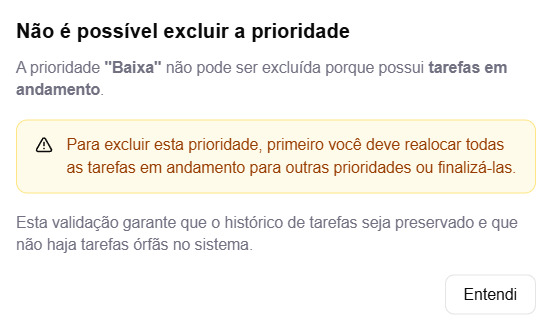 Não é possível excluir a prioridade
A prioridade "Baixa" não pode ser excluída porque possui tarefas em
andamento.
Para excluir esta prioridade, primeiro você deve realocar todas
as tarefas em andamento para outras prioridades ou finalizá-las.
Esta validação garante que o histórico de tarefas seja preservado e que
não haja tarefas órfãs no sistema.
Entendi